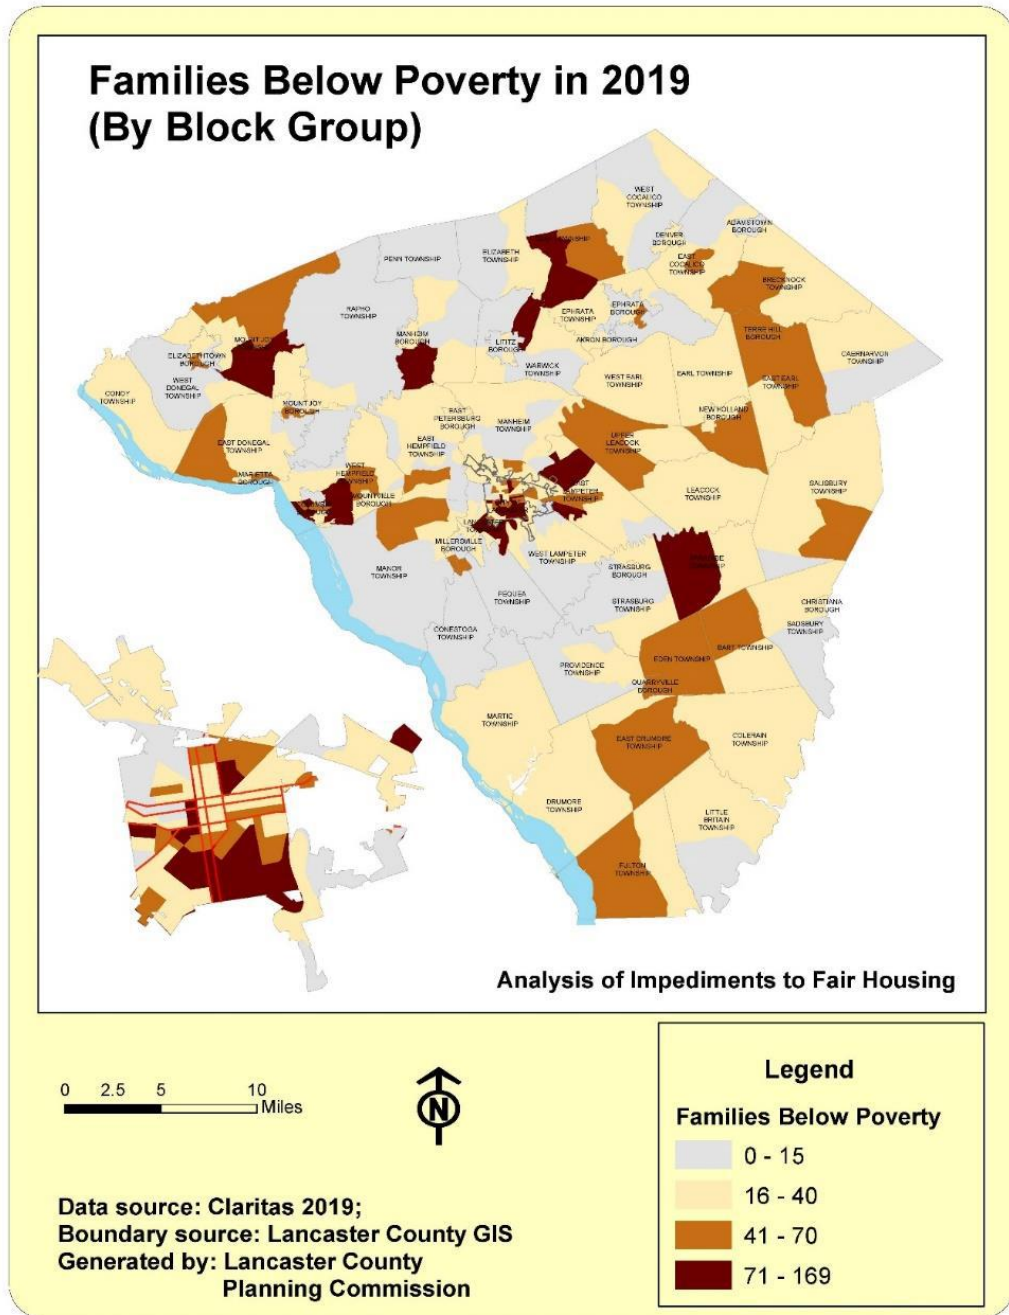 Families Below Poverty in 2019
(By Block Group)
WEST
COCALICO
TOWNSHIP
ADAMSTOWN
BOROUGH
DENVER
BOROUGH
ELIZABETH
TOWNSHIP
PENN TOWNSHIP
EAST
COCALICO
TOWNSHIP
BRECKNOCK
TOWNSHIP
RAPHO
TOWNSHIP
EPHRATA
TOWNSHIP
EPHRATA
BOROUGH
MANHEIM
BOROUGH
LITITZ
BOROUGH
AKRON BOROUGH
TERRE HILL
BOROUGH
CAERNARVON
TOWNSHIP
ELIZABETHTOWN
BOROUGH
WEST
DONEGAL
TOWNSHIP
WARWICK
TOWNSHIP
WEST EARL
TOWNSHIP
EARL TOWNSHIP
EAST EARL
TOWNSHIP
CONOY
TOWNSHIP
MOUNT JOY
BOROUGH
EAST
PETERSBURG
BOROUGH
MANHEIM
TOWNSHIP
NEW HOLLAND
BOROUGH
EAST DONEGAL
TOWNSHIP
EAST
HEMPFIELD
TOWNSHIP
UPPER
LEACOCK
TOWNSHIP
MARIETTA
BOROUGH
WEST
HEMPFIELD
TOWNSHIP
MOUNTVILLE
BOROUGH
EAST
LAMPETER
TOWNSHIP
LEACOCK
TOWNSHIP
SALISBURY
TOWNSHIP
MILLERSVILLE
BOROUGH
WEST LAMPETER
TOWNSHIP
MANOR
TOWNSHIP
STRASBURG
BOROUGH
PEQUEA
TOWNSHIP
STRASBURG
TOWNSHIP
CHRISTIANA
BOROUGH
SADSBURY
TOWNSHIP
CONESTOGA
TOWNSHIP
BART TOWNSHIP
PROVIDENCE
TOWNSHIP
EDEN TOWNSHIP
QUARRYVILLE
BOROUGH
MARTIC
TOWNSHIP
EAST DRUMORE
TOWNSHIP
COLERAIN
TOWNSHIP
DRUMORE
TOWNSHIP
LITTLE
BRITAIN
TOWNSHIP
FULTON
TOWNSHIP
Analysis of Impediments to Fair Housing
0 2.5 5 10
Miles
N
Data source: Claritas 2019;
Boundary source: Lancaster County GIS
Generated by: Lancaster County
Planning Commission
Legend
Families Below Poverty
0 - 15
16 - 40
41 - 70
71 - 169